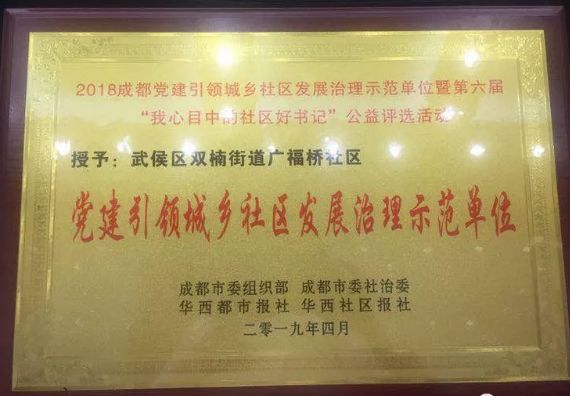 2018成都党建引领城乡社区发展治理示范单位暨第六届
“我心目中的社区好书记”公益评选活动
授予：武侯区双楠街道广福桥社区
党建引领城乡社区发展治理示范单位
成都市委组织部 成都市委社治委
华西都市报社 华西社区报社
二零一九年四月